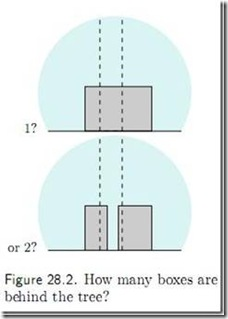 1?
or 2?
Figure 28.2. How many boxes are
behind the tree?